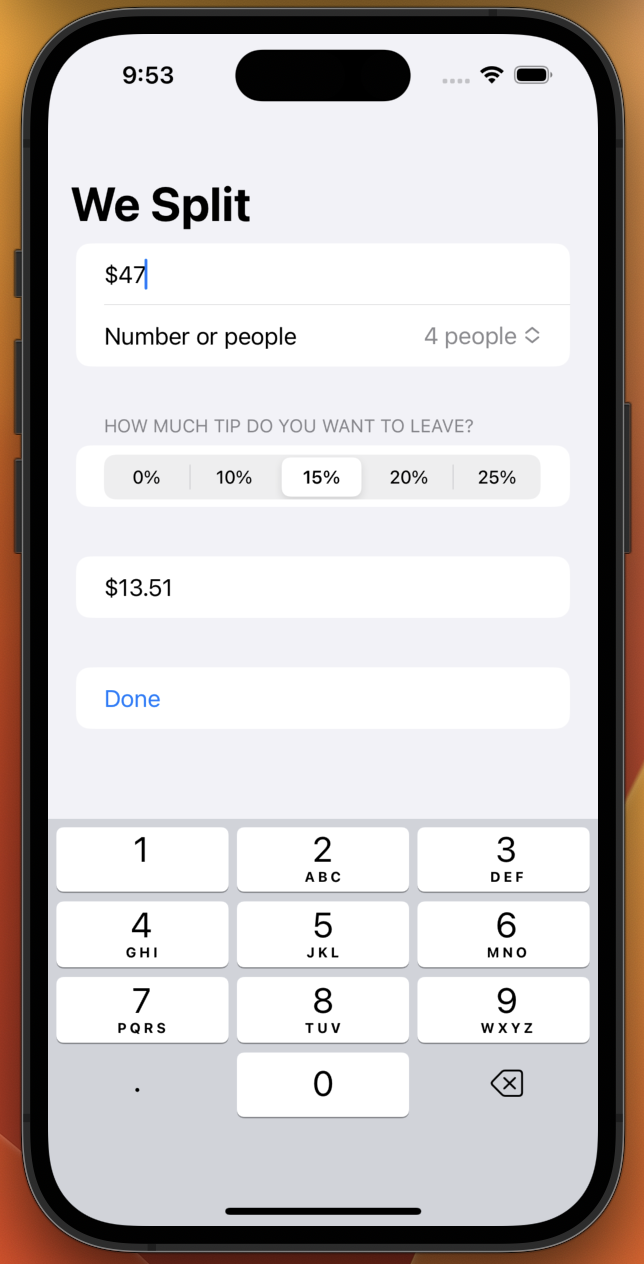 9:53
We Split
$47
Number or people 4 people
HOW MUCH TIP DO YOU WANT TO LEAVE?
0% 10% 15% 20% 25%
$13.51
Done
1 2 3
ABC DEF
4 5 6
GHI JKL MNO
7 8 9
PQRS TUV WXYZ
. 0